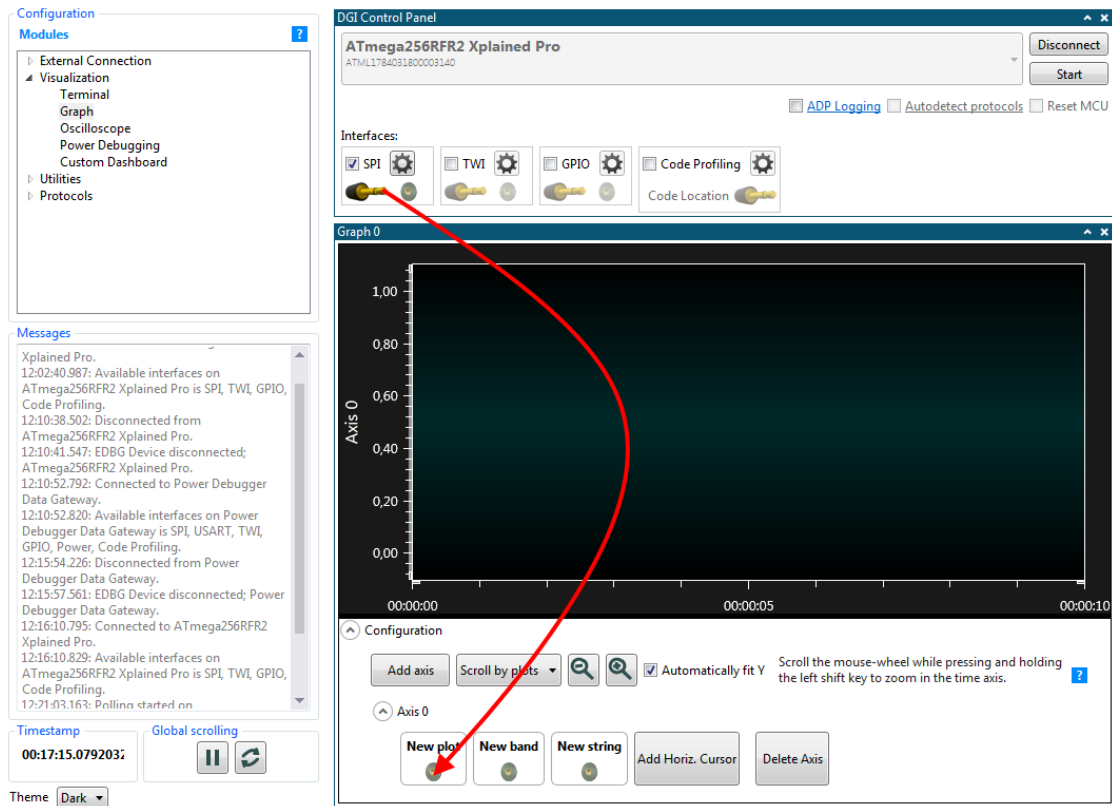 Configuration
Modules
?
External Connection
Visualization
Terminal
Graph
Oscilloscope
Power Debugging
Custom Dashboard
Utilities
Protocols
Messages
Xplained Pro.
12:02:40.987: Available interfaces on
ATmega256RFR2 Xplained Pro is SPI, TWI, GPIO,
Code Profiling.
12:10:38.502: Disconnected from
ATmega256RFR2 Xplained Pro.
12:10:41.547: EDBG Device disconnected;
ATmega256RFR2 Xplained Pro.
12:10:52.792: Connected to Power Debugger
Data Gateway.
12:10:52.820: Available interfaces on Power
Debugger Data Gateway is SPI, USART, TWI,
GPIO, Power, Code Profiling.
12:15:54.226: Disconnected from Power
Debugger Data Gateway.
12:15:57.561: EDBG Device disconnected; Power
Debugger Data Gateway.
12:16:10.795: Connected to ATmega256RFR2
Xplained Pro.
12:16:10.829: Available interfaces on
ATmega256RFR2 Xplained Pro is SPI, TWI, GPIO,
Code Profiling.
12:21:03.163: Polling started on
Timestamp
00:17:15.079203
Global scrolling
Theme Dark
DGI Control Panel
ATmega256RFR2 Xplained Pro
ATML1784031800003140
Disconnect
Start
ADP Logging Autodetect protocols Reset MCU
Interfaces:
SPI TWI GPIO Code Profiling
Code Location
Graph 0
Axis 0
1,00
0,80
0,60
0,40
0,20
0,00
00:00:00 00:00:05 00:00:10
Configuration
Add axis Scroll by plots Automatically fit Y
Scroll the mouse-wheel while pressing and holding
the left shift key to zoom in the time axis.
?
Axis 0
New plot New band New string Add Horiz. Cursor Delete Axis